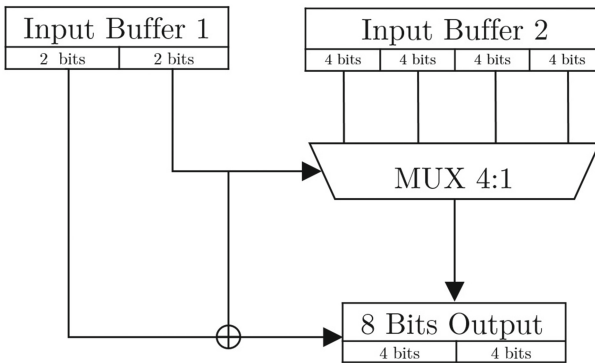 Input Buffer 1
2 bits 2 bits
Input Buffer 2
4 bits 4 bits 4 bits 4 bits
MUX 4:1
8 Bits Output
4 bits 4 bits